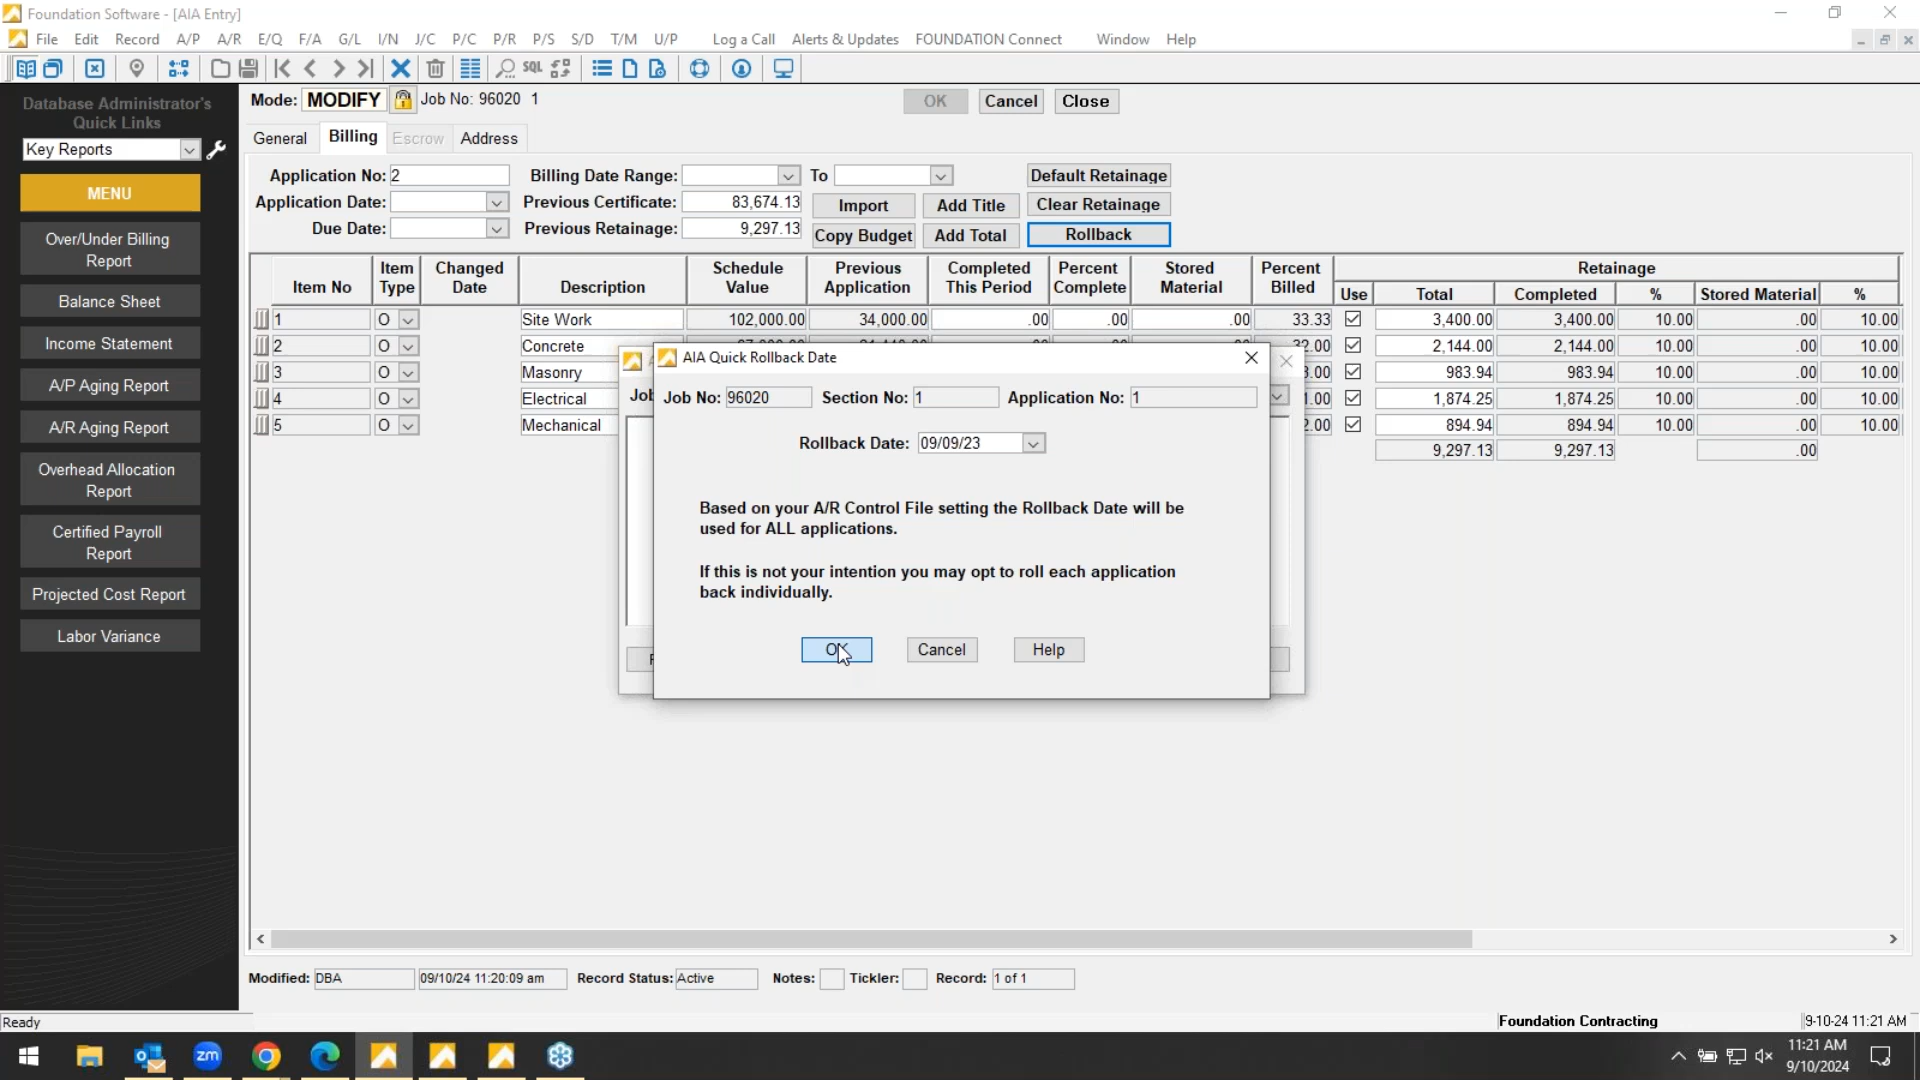 Foundation Software - [AIA Entry]
File Edit Record A/P A/R E/Q F/A G/L I/N J/C P/C P/R P/S S/D T/M U/P Log a Call Alerts & Updates FOUNDATION Connect Window Help
SQL
Database Administrator's
Quick Links
Key Reports
MENU
Over/Under Billing
Report
Balance Sheet
Income Statement
A/P Aging Report
A/R Aging Report
Overhead Allocation
Report
Certified Payroll
Report
Projected Cost Report
Labor Variance
Mode: MODIFY Job No: 96020 1 OK Cancel Close
General Billing Escrow Address
Application No: 2 Billing Date Range: To Default Retainage
Application Date: Previous Certificate: 83,674.13 Import Add Title Clear Retainage
Due Date: Previous Retainage: 9,297.13 Copy Budget Add Total Rollback
Item No Item Type Changed Date Description Schedule Value Previous Application Completed This Period Percent Complete Stored Material Percent Billed Retainage
Use Total Completed % Stored Material %
1 O Site Work 102,000.00 34,000.00 .00 .00 .00 33.33 3,400.00 3,400.00 10.00 .00 10.00
2 O Concrete 2.00 2,144.00 2,144.00 10.00 .00 10.00
3 O Masonry 3.00 983.94 983.94 10.00 .00 10.00
4 O Electrical 1.00 1,874.25 1,874.25 10.00 .00 10.00
5 O Mechanical 2.00 894.94 894.94 10.00 .00 10.00
9,297.13 9,297.13 .00
Job
AIA Quick Rollback Date
Job No: 96020 Section No: 1 Application No: 1
Rollback Date: 09/09/23
Based on your A/R Control File setting the Rollback Date will be
used for ALL applications.
If this is not your intention you may opt to roll each application
back individually.
OK Cancel Help
Modified: DBA 09/10/24 11:20:09 am Record Status: Active Notes: Tickler: Record: 1 of 1
Ready Foundation Contracting 9-10-24 11:21 AM
zm
11:21 AM
9/10/2024